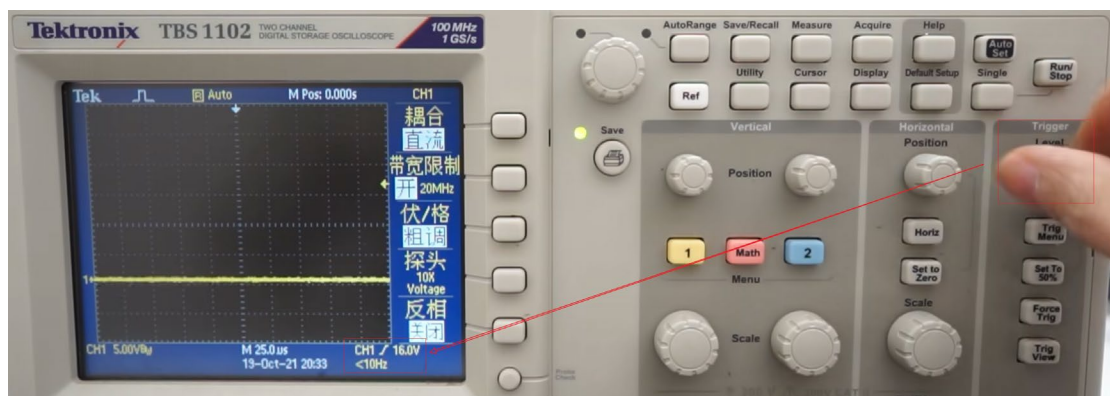 Tektronix TBS 1102 TWO CHANNEL DIGITAL STORAGE OSCILLOSCOPE 100 MHz 1 GS/s
Tek Auto M Pos: 0.000s CH1
耦合
直流
带宽限制
开 20MHz
伏/格
粗调
探头
10X
Voltage
反相
关闭
1
CH1 5.00V M 25.0us CH1 16.0V
19-Oct-21 20:33 <10Hz
AutoRange Save/Recall Measure Acquire Help
Auto Set
Run/Stop
Utility Cursor Display Default Setup Single
Ref
Save
Vertical Horizontal Trigger
Position Level
Position
Horiz
Trig Menu
1 Math 2
Menu
Set to Zero
Set To 50%
Scale
Force Trig
Scale
Trig View
Probe Check